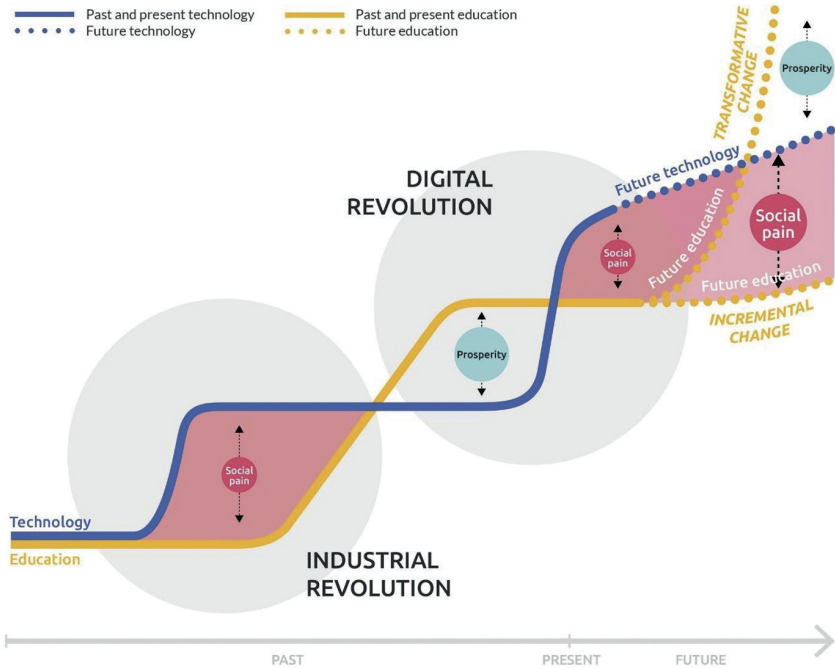 Past and present technology
Future technology
Past and present education
Future education
TRANSFORMATIVE
CHANGE
Prosperity
DIGITAL
REVOLUTION
Future technology
Social
pain
Future education
Social
pain
Future education
INCREMENTAL
CHANGE
Prosperity
Social
pain
Technology
Education
INDUSTRIAL
REVOLUTION
PAST
PRESENT
FUTURE